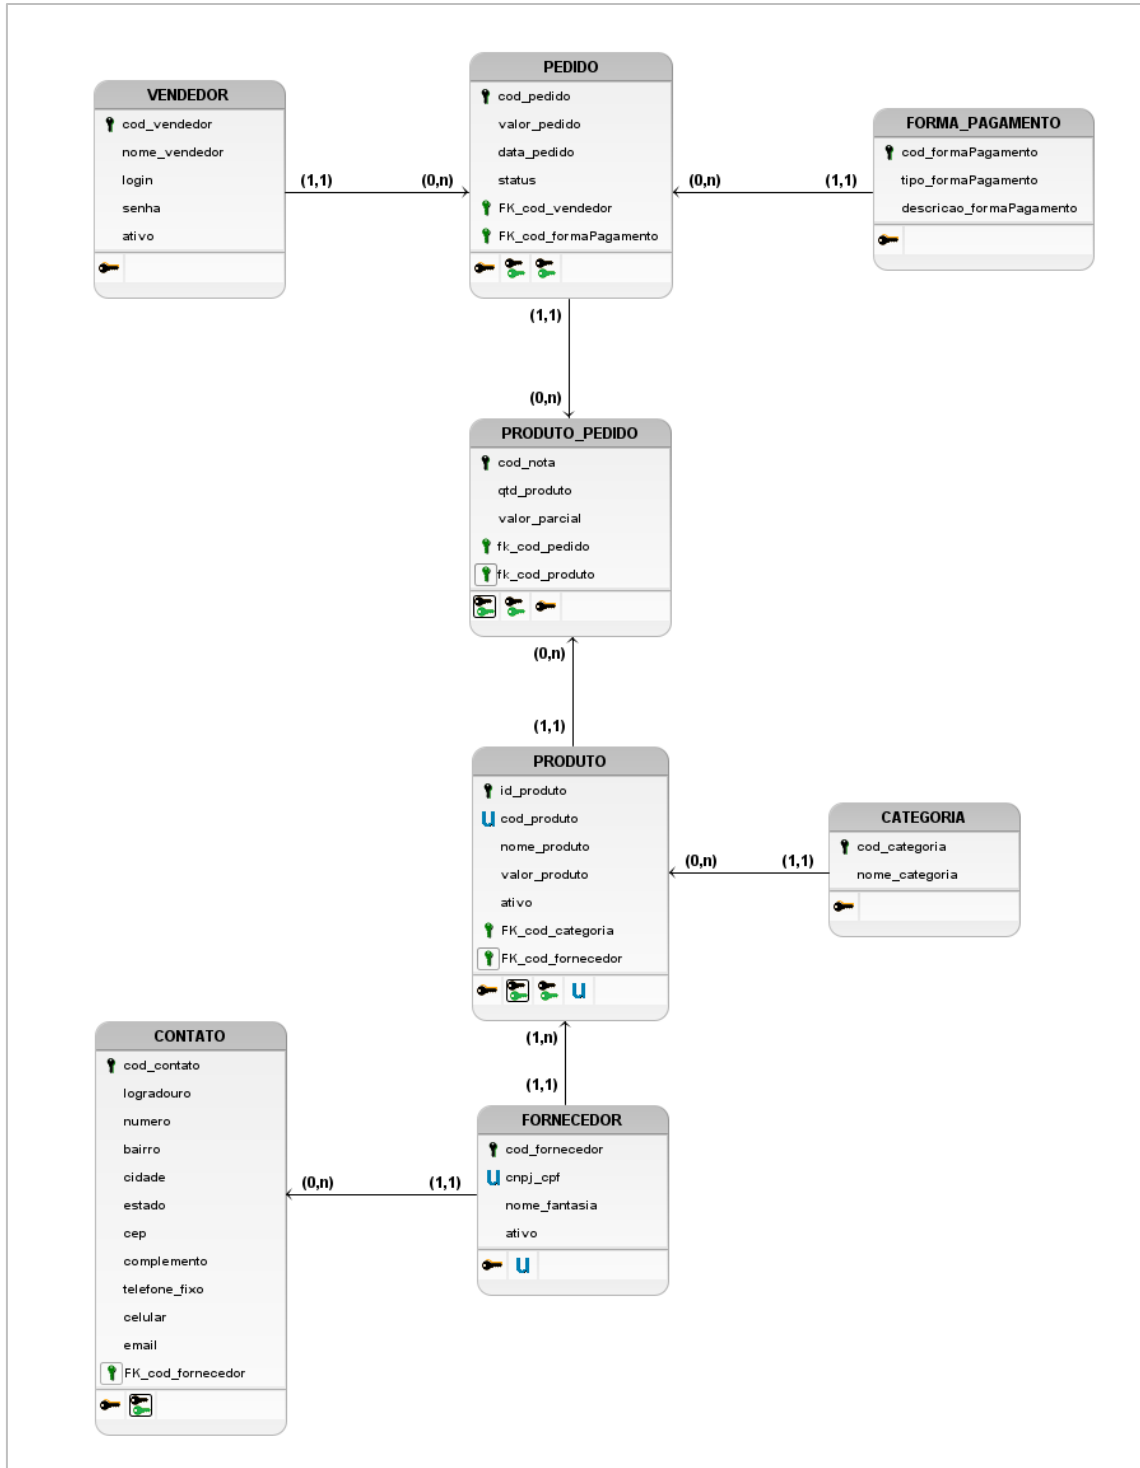 VENDEDOR
cod_vendedor
nome_vendedor
login
senha
ativo
(1,1)
(0,n)
PEDIDO
cod_pedido
valor_pedido
data_pedido
status
FK_cod_vendedor
FK_cod_formaPagamento
(0,n)
(1,1)
FORMA_PAGAMENTO
cod_formaPagamento
tipo_formaPagamento
descricao_formaPagamento
(1,1)
(0,n)
PRODUTO_PEDIDO
cod_nota
qtd_produto
valor_parcial
fk_cod_pedido
fk_cod_produto
(0,n)
(1,1)
PRODUTO
id_produto
U cod_produto
nome_produto
valor_produto
ativo
FK_cod_categoria
FK_cod_fornecedor
U
(0,n)
(1,1)
CATEGORIA
cod_categoria
nome_categoria
(1,n)
(1,1)
FORNECEDOR
cod_fornecedor
U cnpj_cpf
nome_fantasia
ativo
U
(0,n)
(1,1)
CONTATO
cod_contato
logradouro
numero
bairro
cidade
estado
cep
complemento
telefone_fixo
celular
email
FK_cod_fornecedor